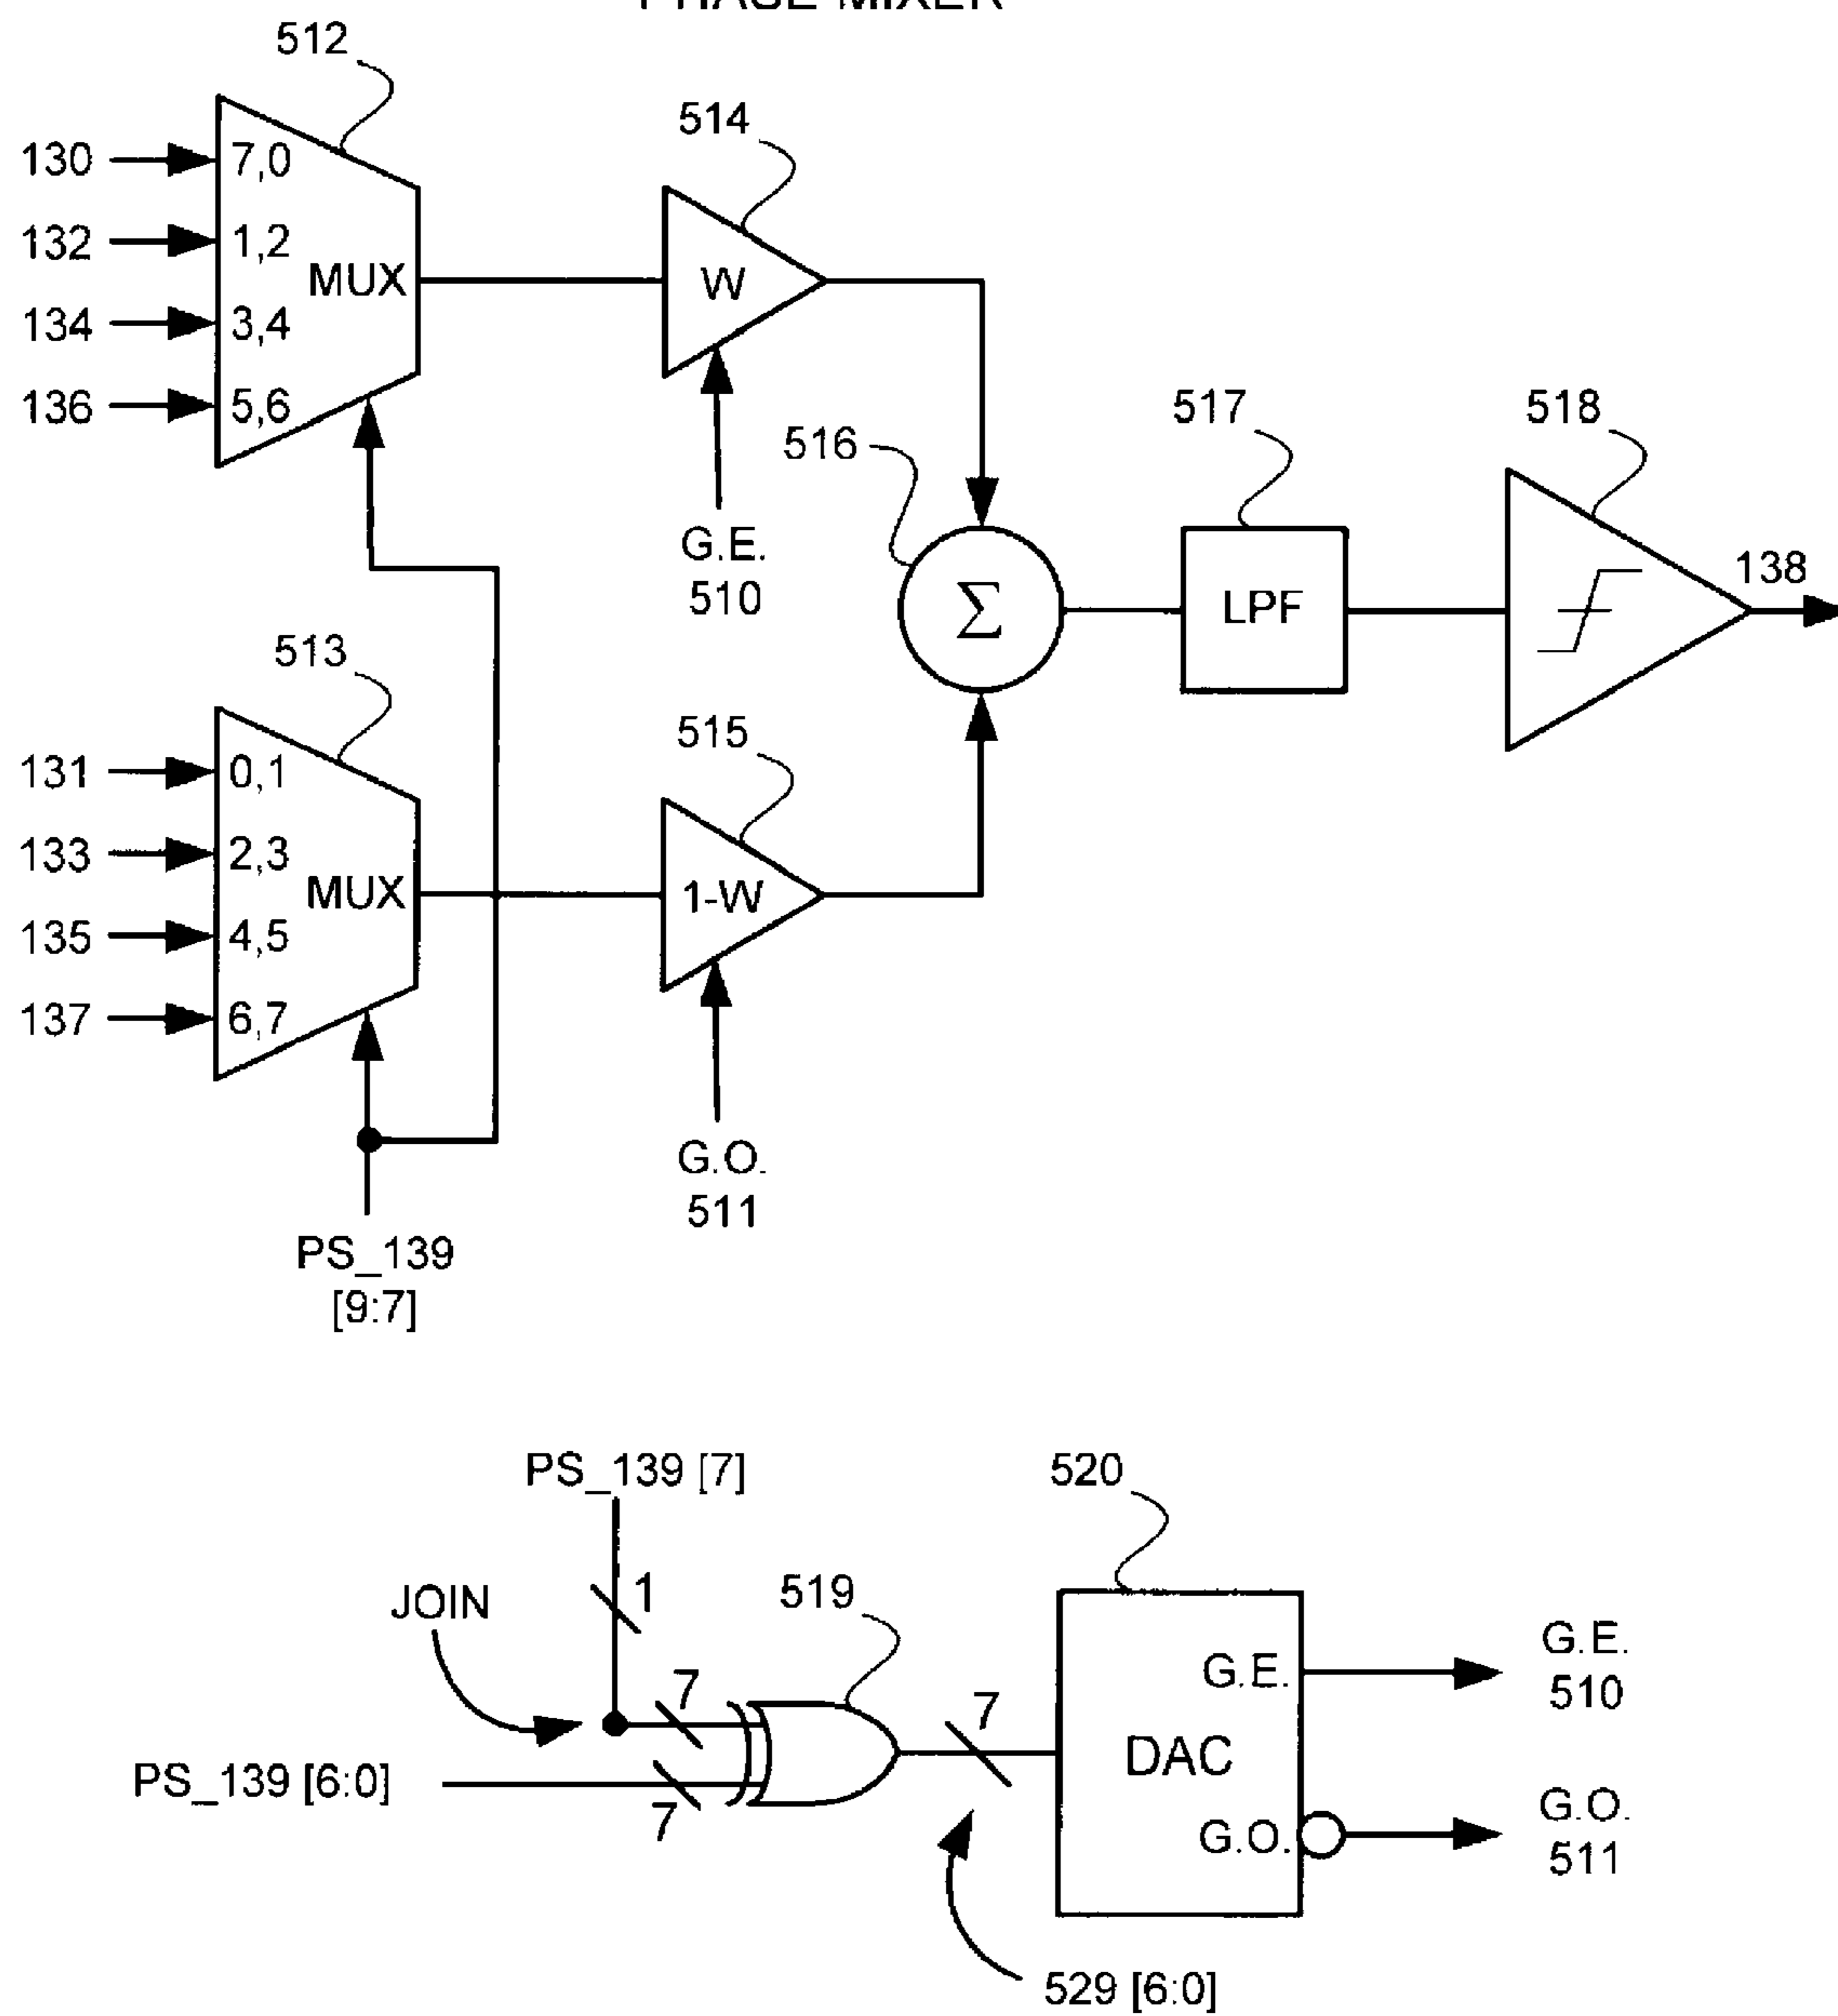 PHASE MIXER
512
514
130
7,0
132
1,2
MUX
W
134
3,4
136
5,6
517
518
516
G.E.
510
138
Σ
LPF
513
515
131
0,1
133
2,3
MUX
1-W
135
4,5
137
6,7
G.O.
511
PS_139
[9:7]
PS_139 [7]
520
JOIN
1
519
G.E.
510
G.E.
7
7
DAC
PS_139 [6:0]
7
G.O.
G.O.
511
529 [6:0]